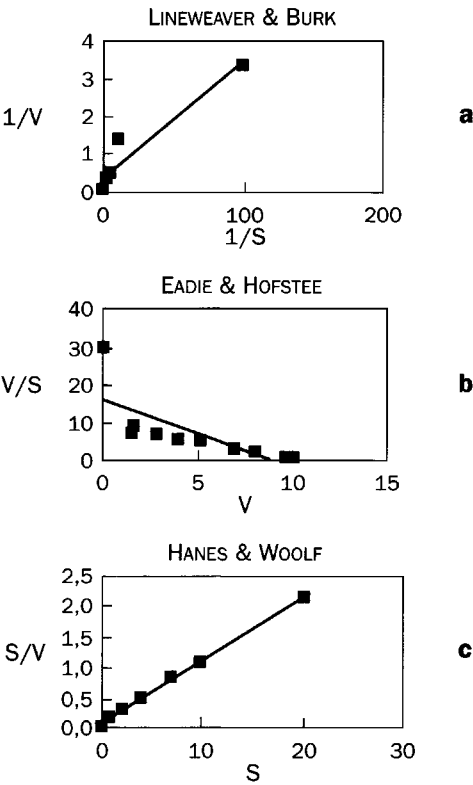 LINEWEAVER & BURK
4
3
2
1
0
1/V
a
0 100 200
1/S
EADIE & HOFSTEE
40
30
20
10
0
V/S
b
0 5 10 15
V
HANES & WOOLF
2,5
2,0
1,5
1,0
0,5
0,0
S/V
c
0 10 20 30
S